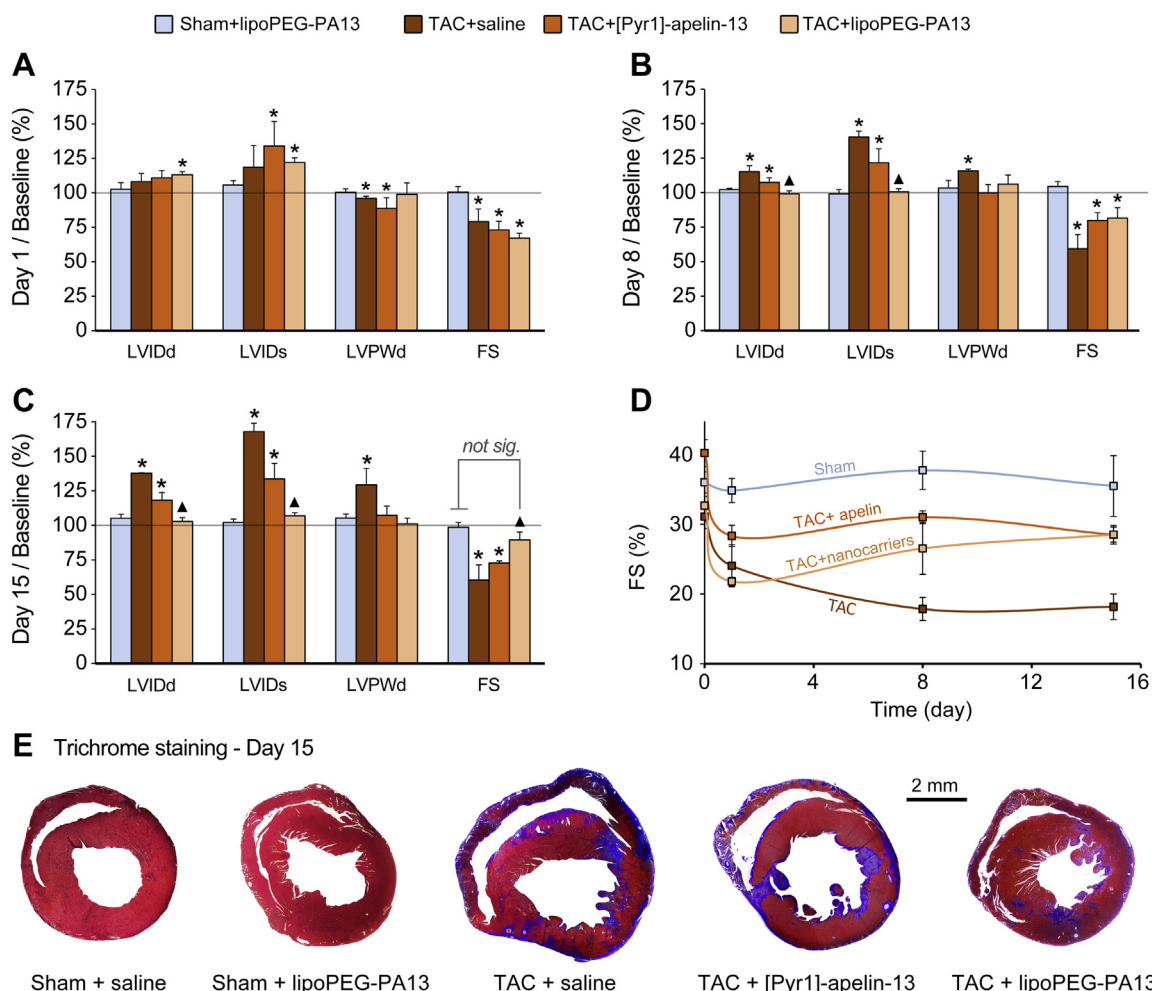 Sham+lipoPEG-PA13 TAC+saline TAC+[Pyr1]-apelin-13 TAC+lipoPEG-PA13
A
Day 1 / Baseline (%)
175
150
125
100
75
50
25
0
* * * * * * * *
LVIDd LVIDs LVPWd FS
B
Day 8 / Baseline (%)
175
150
125
100
75
50
25
0
* * ▲ * * ▲ * * * *
LVIDd LVIDs LVPWd FS
C
Day 15 / Baseline (%)
175
150
125
100
75
50
25
0
* * ▲ * * ▲ * * * ▲
not sig.
LVIDd LVIDs LVPWd FS
D
FS (%)
40
30
20
10
Sham
TAC+ apelin
TAC+nanocarriers
TAC
0 4 8 12 16
Time (day)
E Trichrome staining - Day 15
2 mm
Sham + saline Sham + lipoPEG-PA13 TAC + saline TAC + [Pyr1]-apelin-13 TAC + lipoPEG-PA13